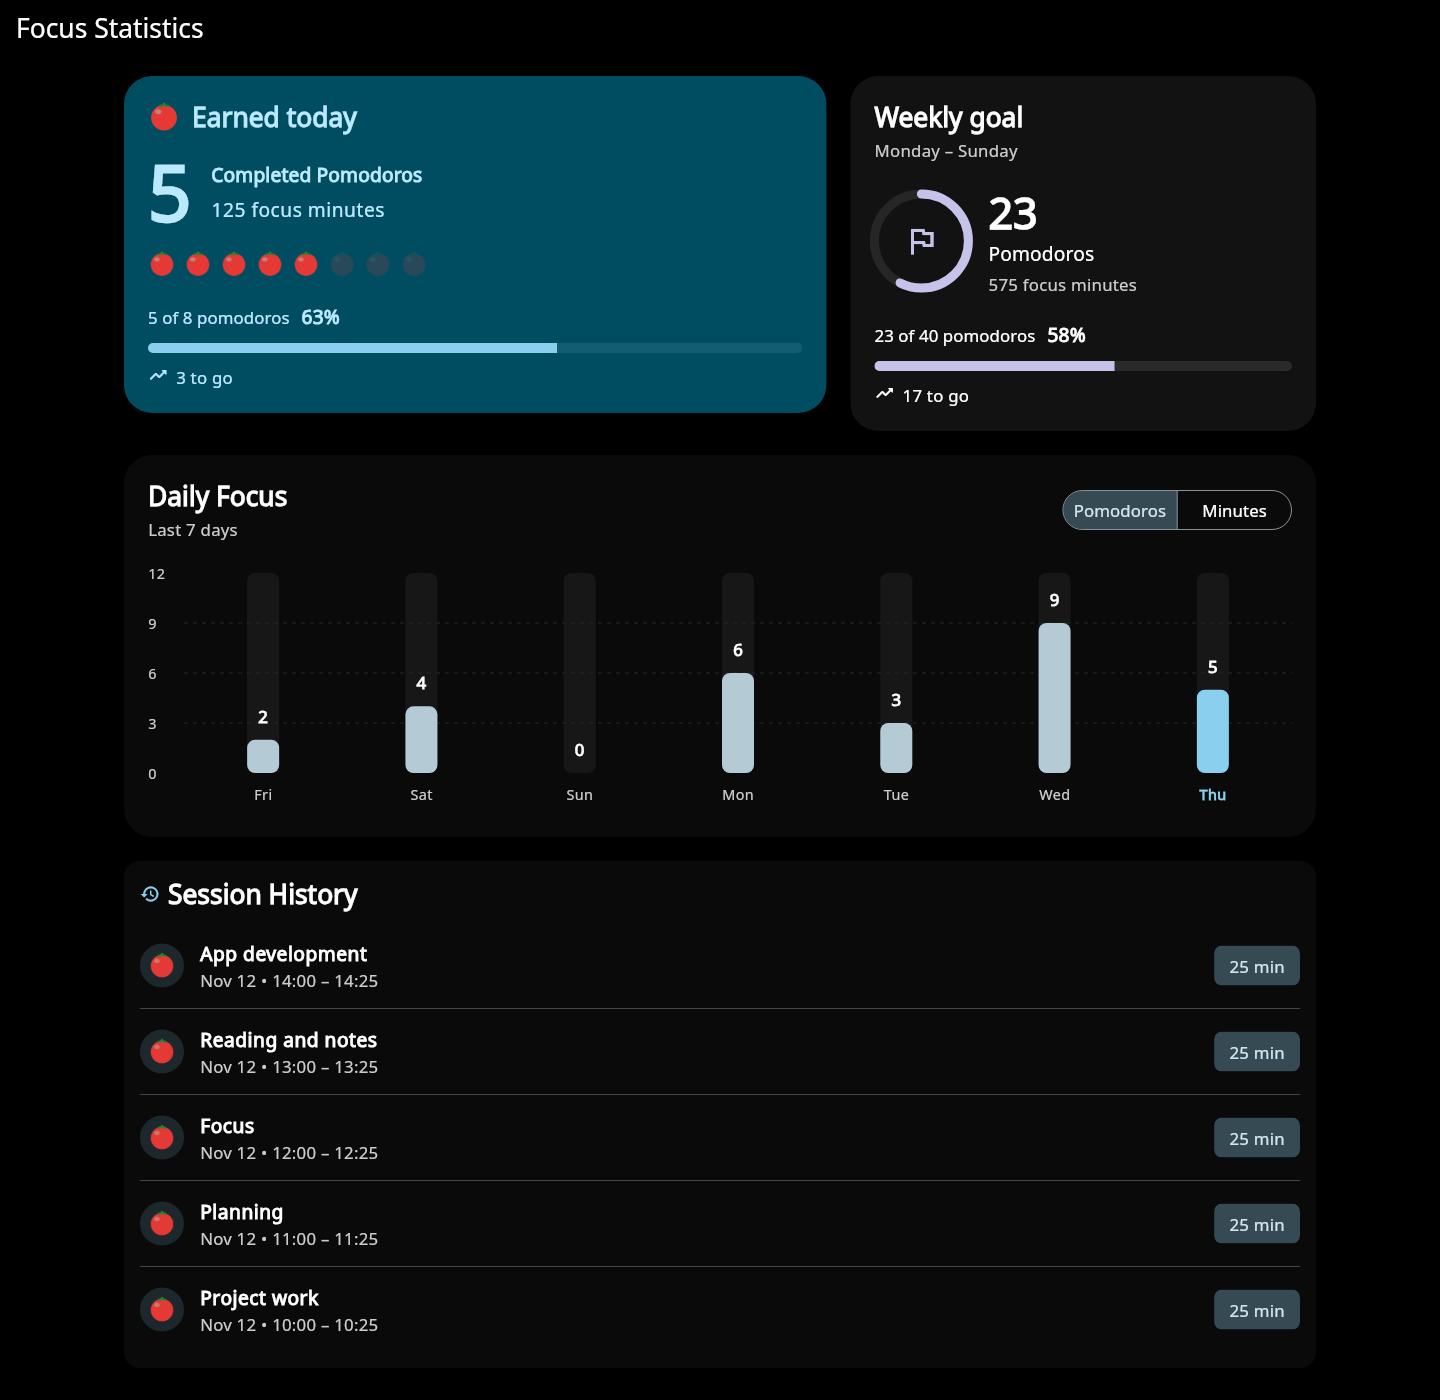 Focus Statistics
Earned today
5
Completed Pomodoros
125 focus minutes
5 of 8 pomodoros 63%
3 to go
Weekly goal
Monday – Sunday
23
Pomodoros
575 focus minutes
23 of 40 pomodoros 58%
17 to go
Daily Focus
Last 7 days
Pomodoros Minutes
12
9
6
3
0
2 4 0 6 3 9 5
Fri Sat Sun Mon Tue Wed Thu
Session History
App development
Nov 12 • 14:00 – 14:25
25 min
Reading and notes
Nov 12 • 13:00 – 13:25
25 min
Focus
Nov 12 • 12:00 – 12:25
25 min
Planning
Nov 12 • 11:00 – 11:25
25 min
Project work
Nov 12 • 10:00 – 10:25
25 min